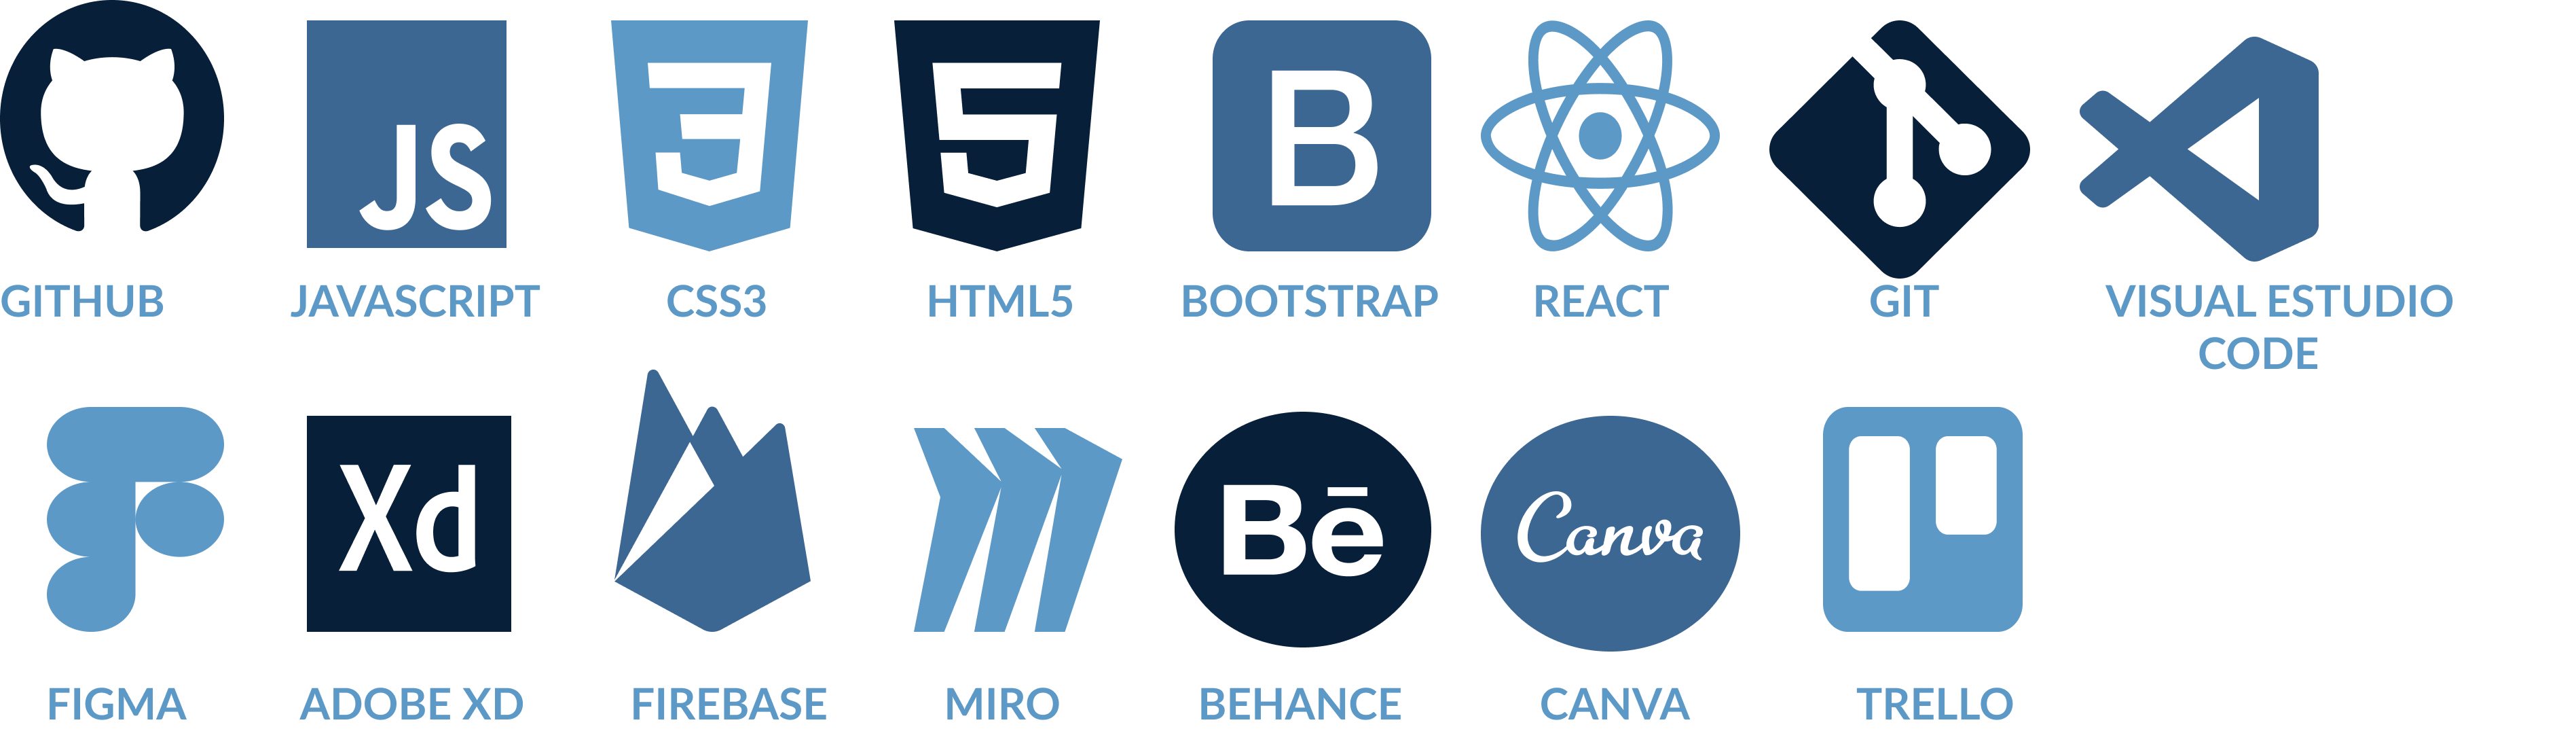 JS
3
5
B
GITHUB
JAVASCRIPT
CSS3
HTML5
BOOTSTRAP
REACT
GIT
VISUAL ESTUDIO
CODE
Xd
Bē
Canva
FIGMA
ADOBE XD
FIREBASE
MIRO
BEHANCE
CANVA
TRELLO